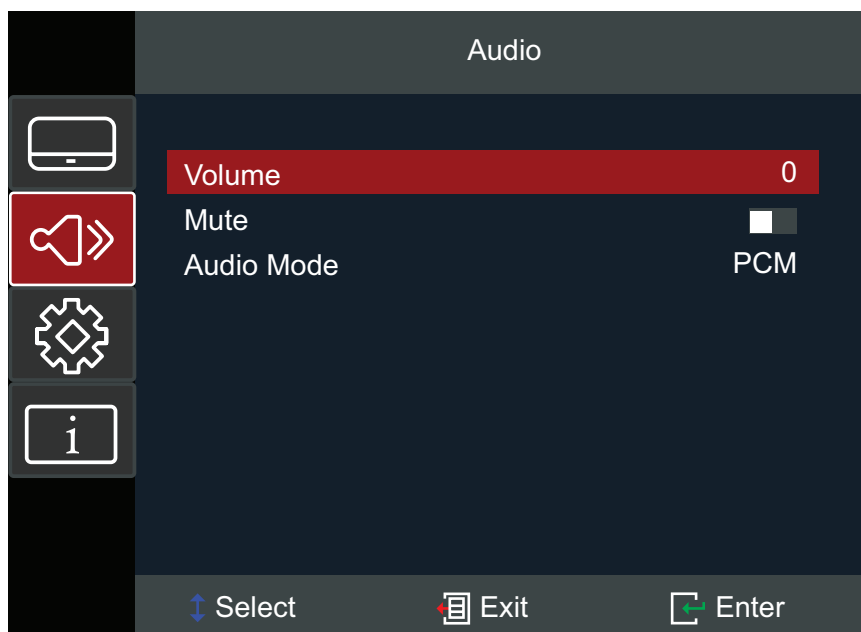 Audio
Volume 0
Mute
Audio Mode PCM
i
Select Exit Enter